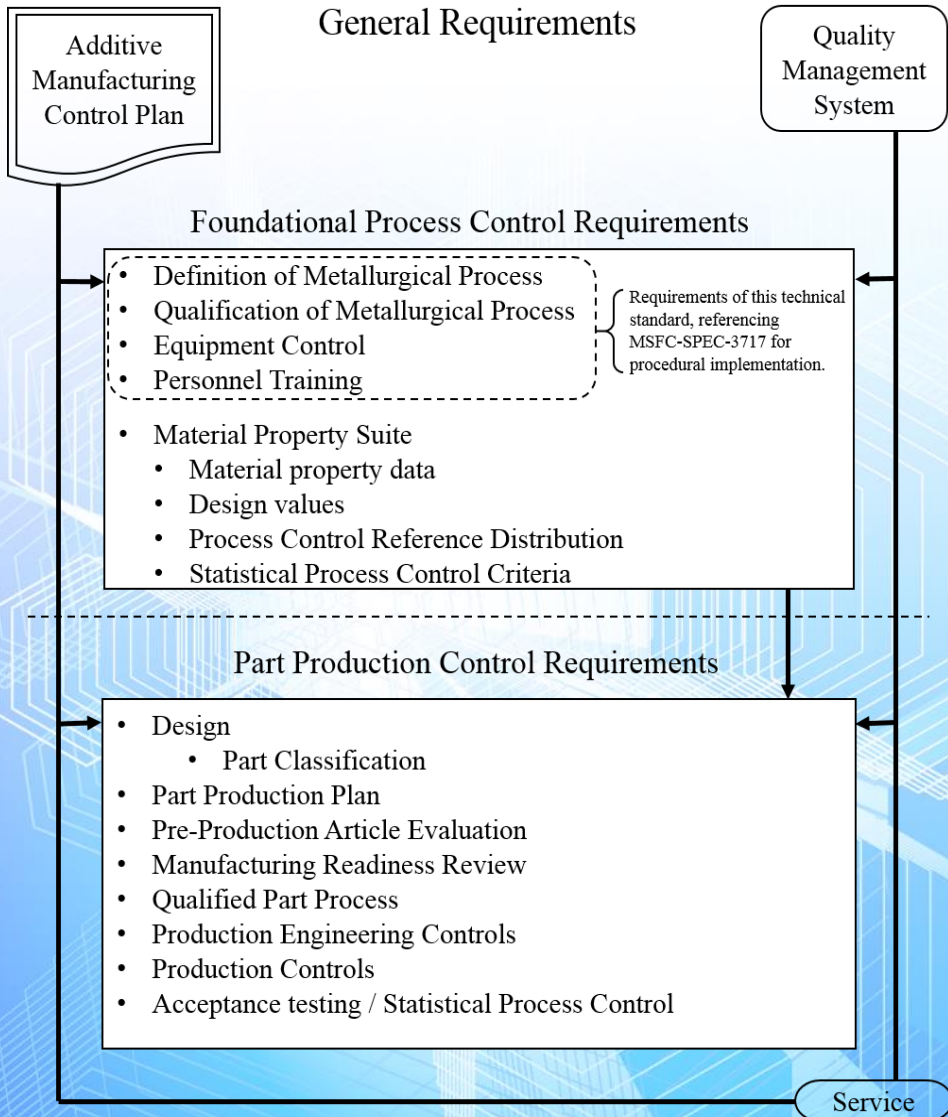 General Requirements
Additive
Manufacturing
Control Plan
Quality
Management
System
Foundational Process Control Requirements
• Definition of Metallurgical Process
• Qualification of Metallurgical Process
• Equipment Control
• Personnel Training
Requirements of this technical
standard, referencing
MSFC-SPEC-3717 for
procedural implementation.
• Material Property Suite
• Material property data
• Design values
• Process Control Reference Distribution
• Statistical Process Control Criteria
Part Production Control Requirements
• Design
• Part Classification
• Part Production Plan
• Pre-Production Article Evaluation
• Manufacturing Readiness Review
• Qualified Part Process
• Production Engineering Controls
• Production Controls
• Acceptance testing / Statistical Process Control
Service